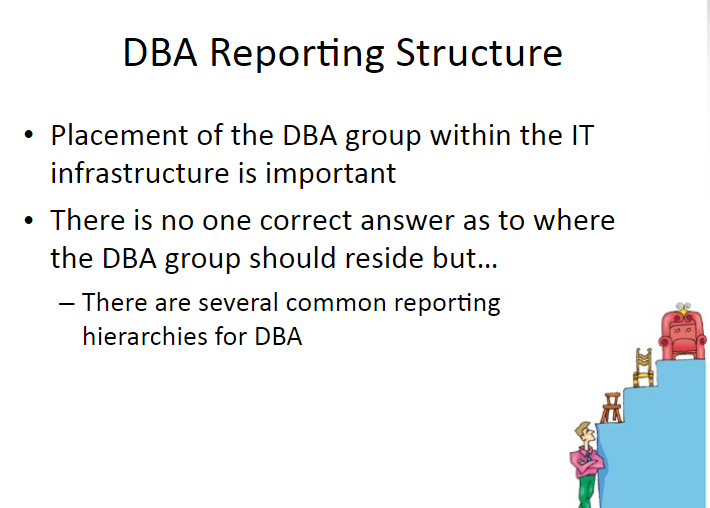 DBA Reporting Structure
• Placement of the DBA group within the IT
infrastructure is important
• There is no one correct answer as to where
the DBA group should reside but…
– There are several common reporting
hierarchies for DBA